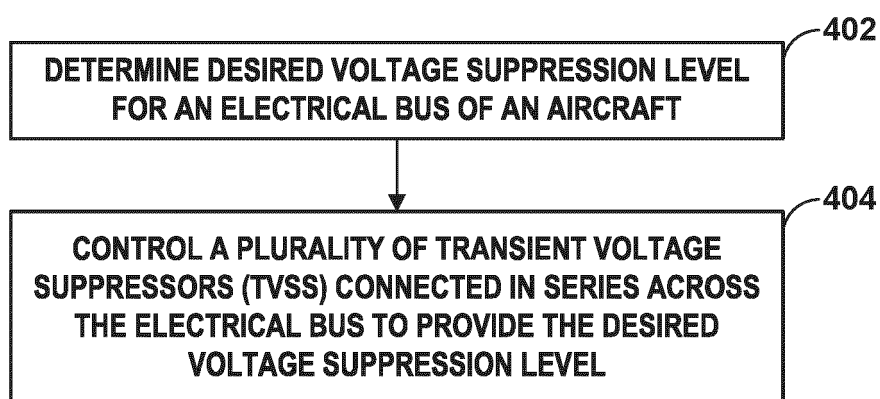 402
DETERMINE DESIRED VOLTAGE SUPPRESSION LEVEL
FOR AN ELECTRICAL BUS OF AN AIRCRAFT
404
CONTROL A PLURALITY OF TRANSIENT VOLTAGE
SUPPRESSORS (TVSS) CONNECTED IN SERIES ACROSS
THE ELECTRICAL BUS TO PROVIDE THE DESIRED
VOLTAGE SUPPRESSION LEVEL